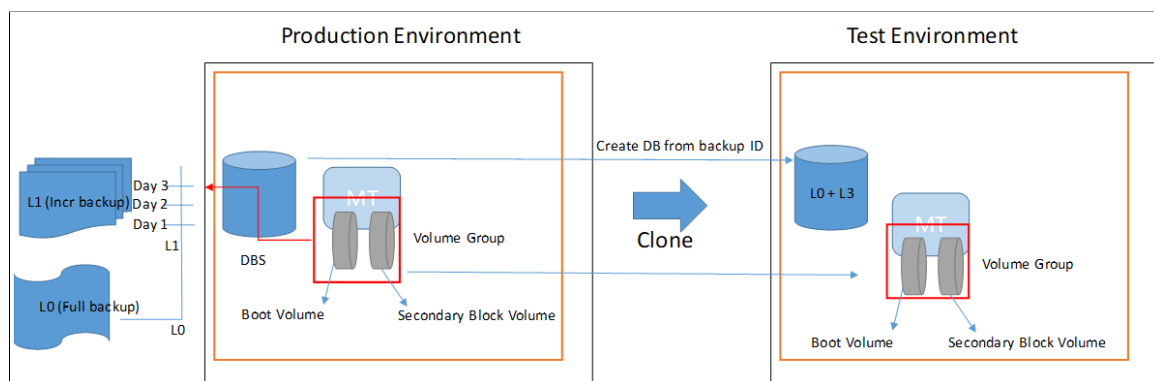 Production Environment
Test Environment
Create DB from backup ID
Day 3
L1 (Incr backup)
Day 2
Day 1
L1
MT
L0 + L3
MT
Volume Group
Clone
DBS
Volume Group
L0 (Full backup)
L0
Boot Volume
Secondary Block Volume
Boot Volume
Secondary Block Volume